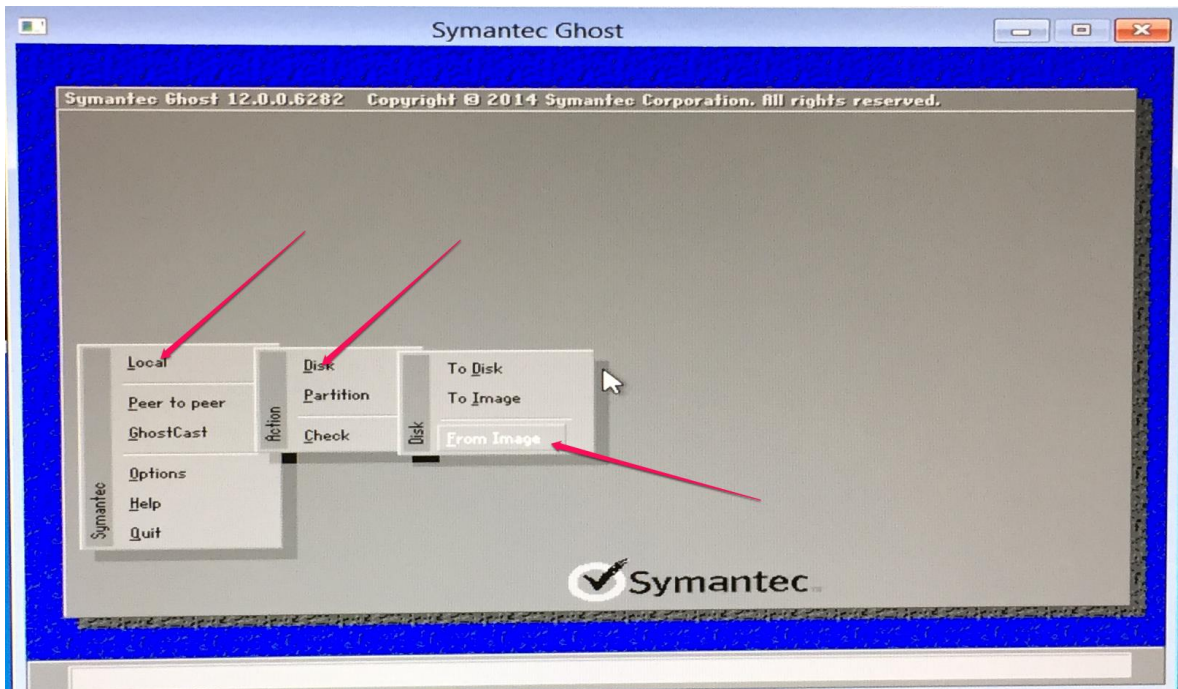 Symantec Ghost
Symantec Ghost 12.0.0.6282 Copyright © 2014 Symantec Corporation. All rights reserved.
Symantec
Local
Peer to peer
GhostCast
Options
Help
Quit
Action
Disk
Partition
Check
Disk
To Disk
To Image
From Image
Symantec